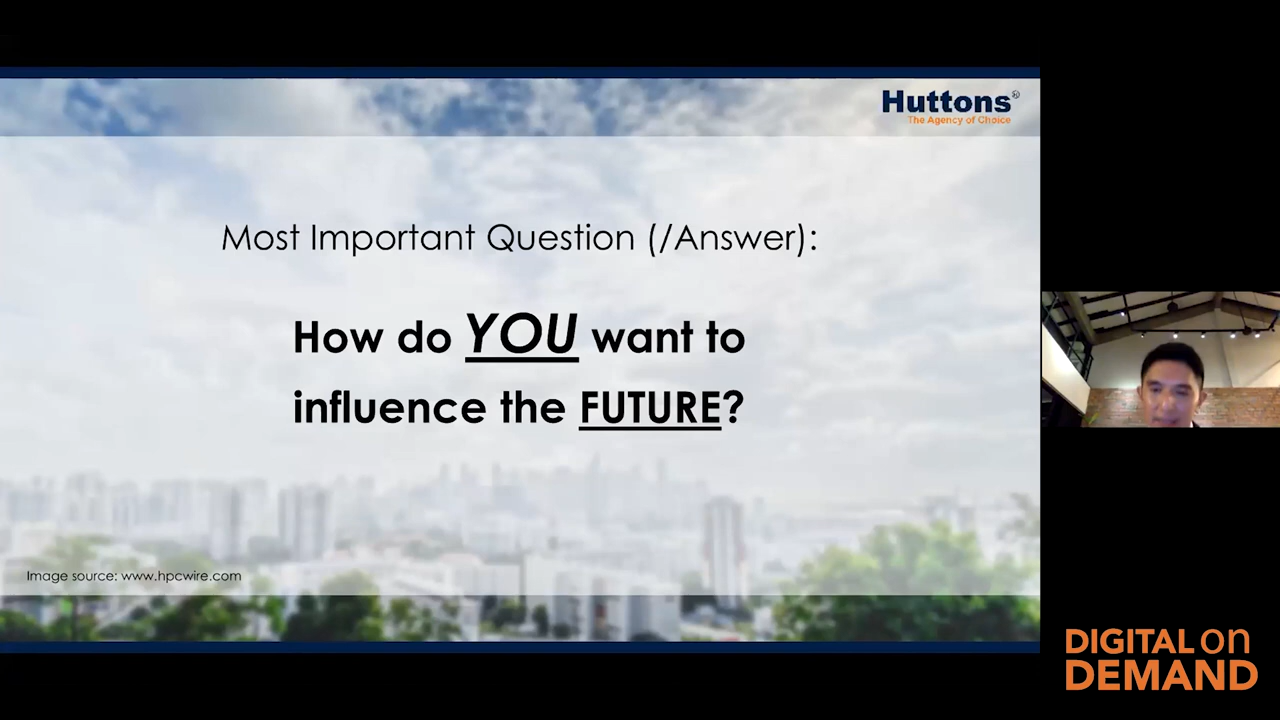 Huttons®
The Agency of Choice
Most Important Question (/Answer):
How do YOU want to
influence the FUTURE?
Image source: www.hpcwire.com
DIGITAL on
DEMAND